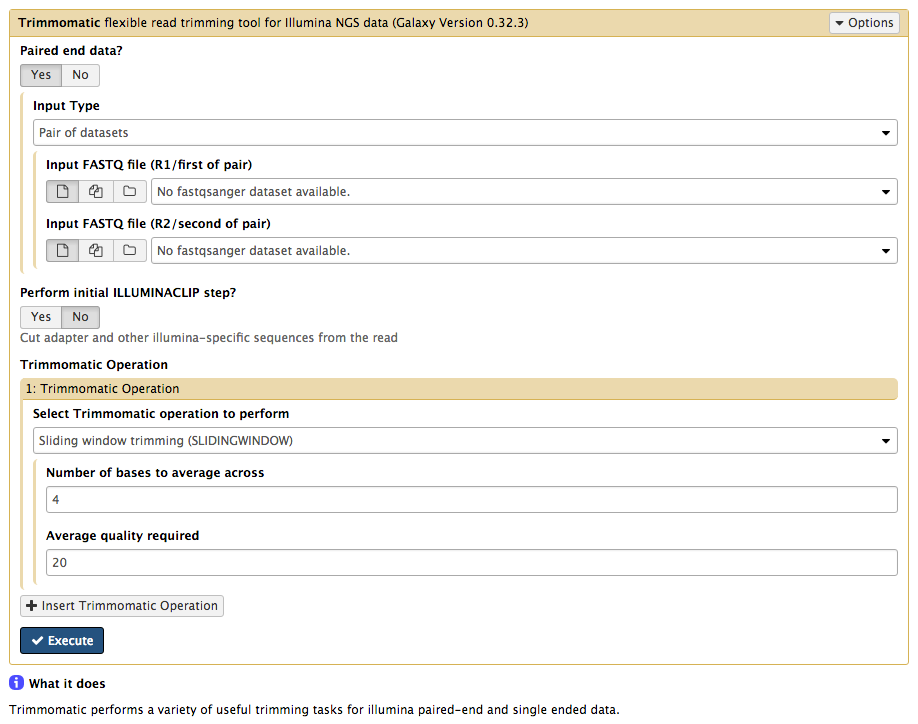 Trimmomatic flexible read trimming tool for Illumina NGS data (Galaxy Version 0.32.3) Options
Paired end data?
Yes No
Input Type
Pair of datasets
Input FASTQ file (R1/first of pair)
No fastqsanger dataset available.
Input FASTQ file (R2/second of pair)
No fastqsanger dataset available.
Perform initial ILLUMINACLIP step?
Yes No
Cut adapter and other illumina-specific sequences from the read
Trimmomatic Operation
1: Trimmomatic Operation
Select Trimmomatic operation to perform
Sliding window trimming (SLIDINGWINDOW)
Number of bases to average across
4
Average quality required
20
Insert Trimmomatic Operation
Execute
What it does
Trimmomatic performs a variety of useful trimming tasks for illumina paired-end and single ended data.